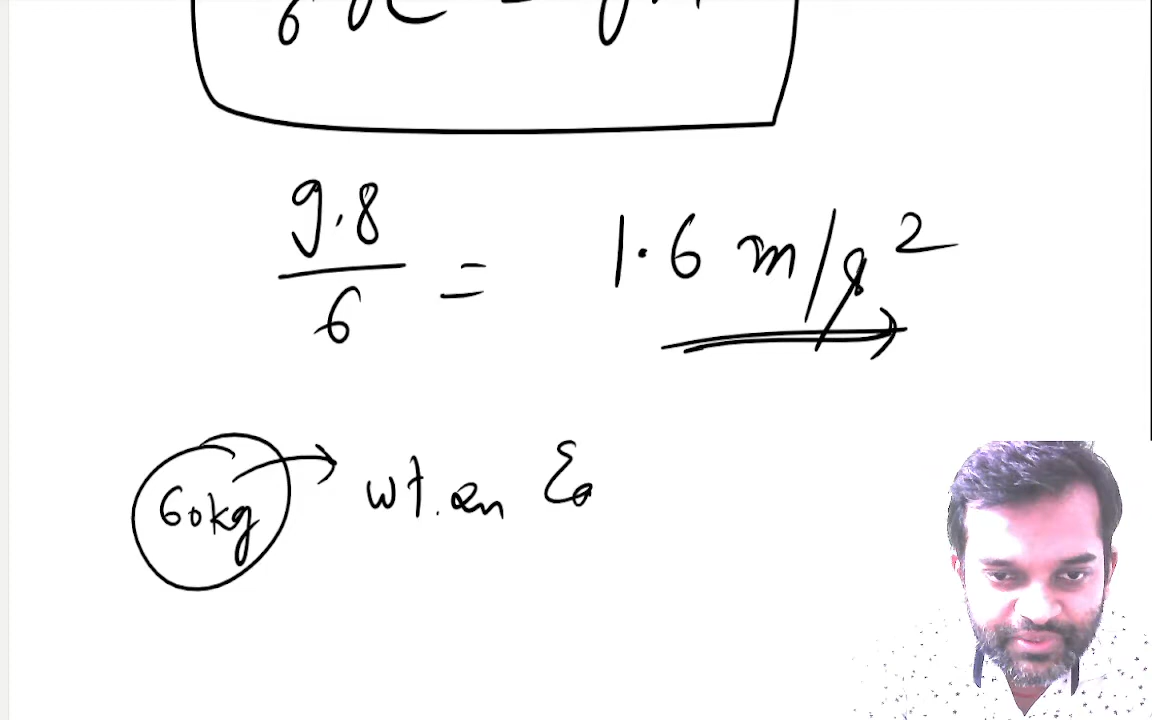 9.8
6
= 1.6 m/s²
60kg → wt. on Ea